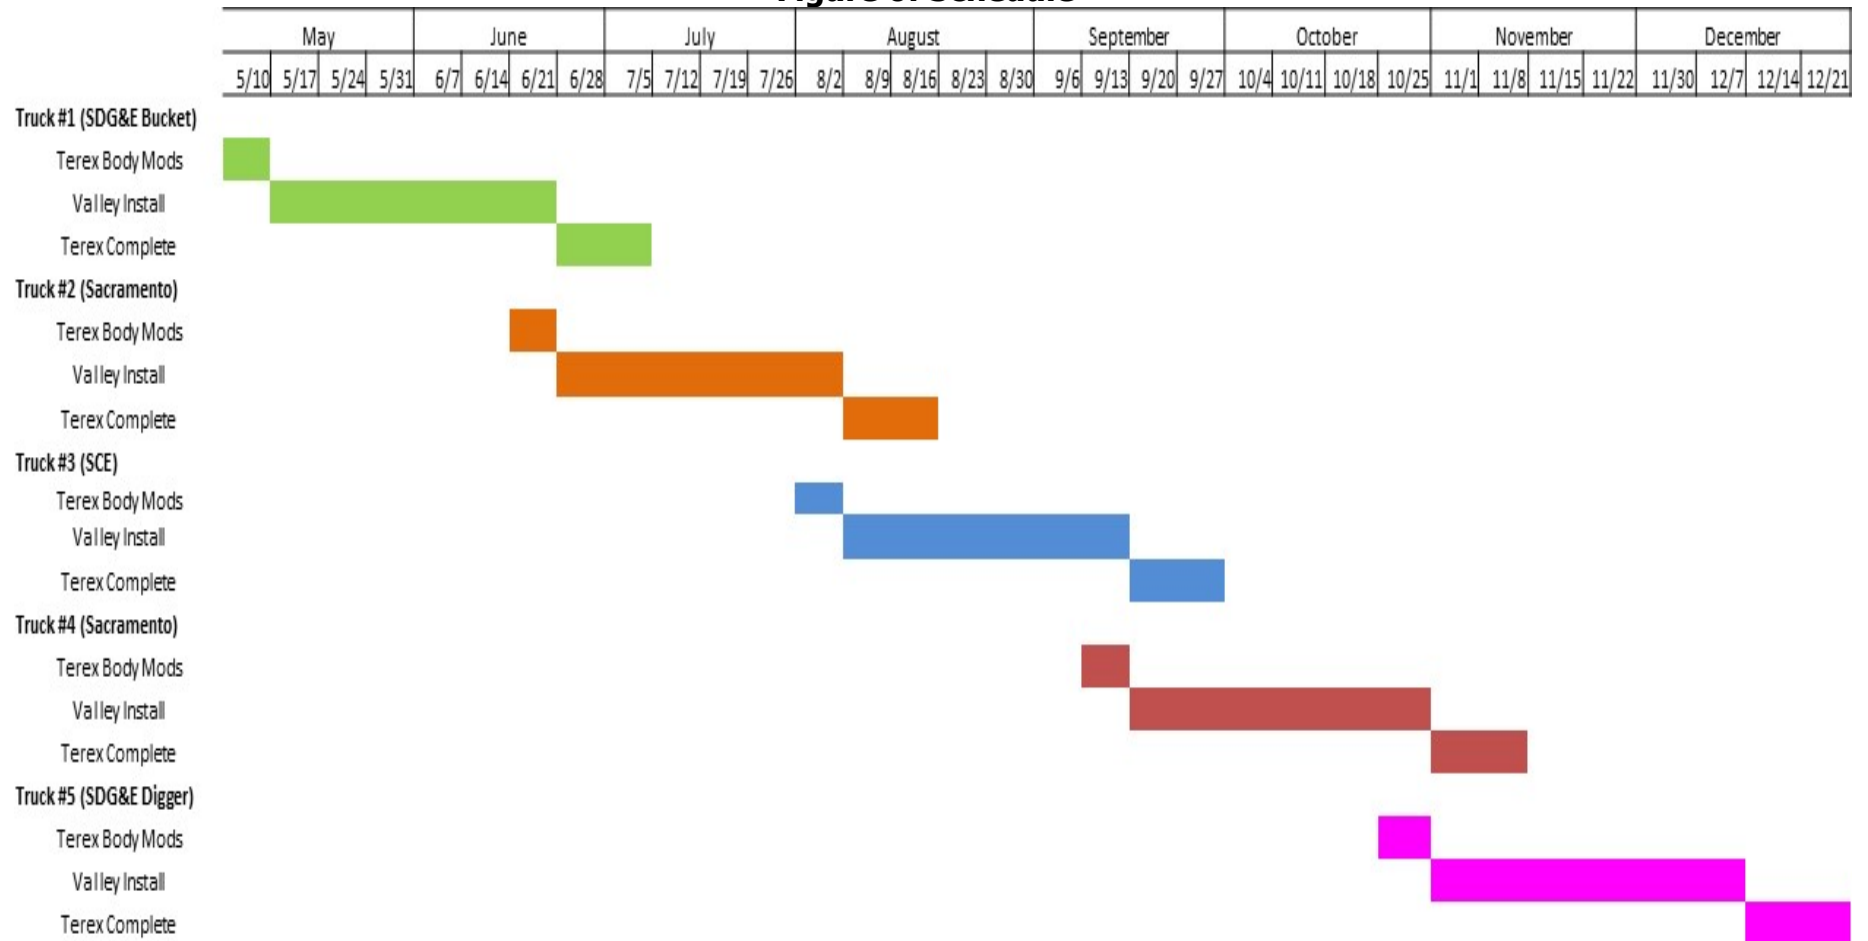 Figure 6: Schedule
May June July August September October November December
5/10 5/17 5/24 5/31 6/7 6/14 6/21 6/28 7/5 7/12 7/19 7/26 8/2 8/9 8/16 8/23 8/30 9/6 9/13 9/20 9/27 10/4 10/11 10/18 10/25 11/1 11/8 11/15 11/22 11/30 12/7 12/14 12/21
Truck #1 (SDG&E Bucket)
Terex Body Mods
Valley Install
Terex Complete
Truck #2 (Sacramento)
Terex Body Mods
Valley Install
Terex Complete
Truck #3 (SCE)
Terex Body Mods
Valley Install
Terex Complete
Truck #4 (Sacramento)
Terex Body Mods
Valley Install
Terex Complete
Truck #5 (SDG&E Digger)
Terex Body Mods
Valley Install
Terex Complete